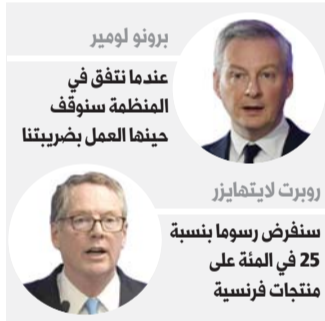 برونو لومير
عندما نتفق في
المنظمة سنوقف
حينها العمل بضريبتنا
روبرت لايتهايزر
سنفرض رسوما بنسبة
25 في المئة على
منتجات فرنسية